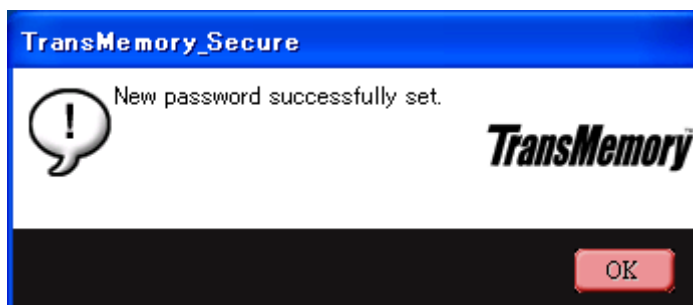 TransMemory_Secure
New password successfully set.
TransMemory
OK